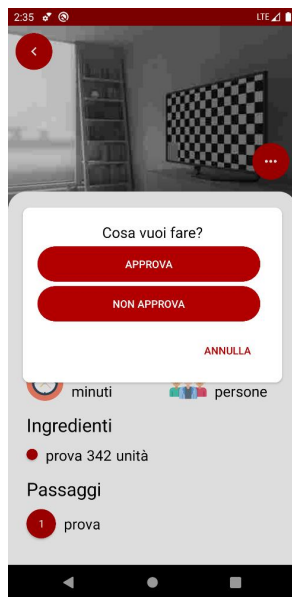 2:35 LTE
Cosa vuoi fare?
APPROVA
NON APPROVA
ANNULLA
minuti persone
Ingredienti
prova 342 unità
Passaggi
1 prova